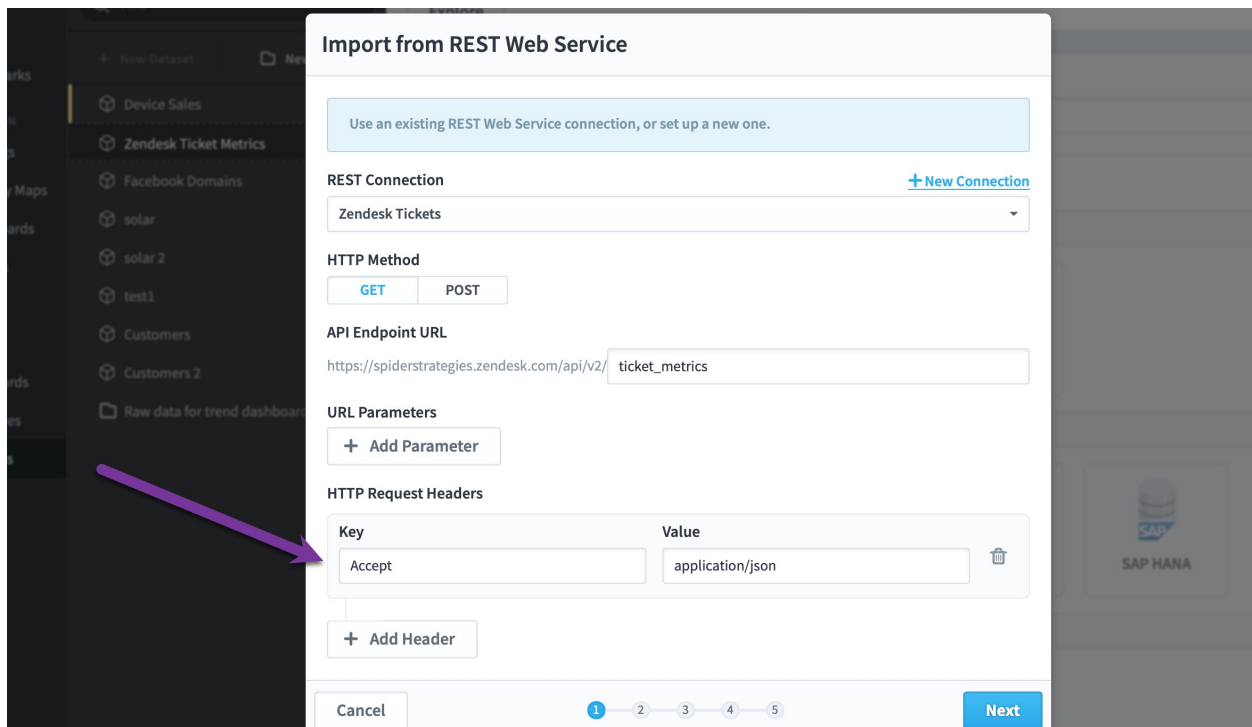 Explore
Import from REST Web Service
+ New Dataset
Device Sales
Zendesk Ticket Metrics
Facebook Domains
solar
solar 2
test1
Customers
Customers 2
Raw data for trend dashboard
Use an existing REST Web Service connection, or set up a new one.
REST Connection
+ New Connection
Zendesk Tickets
HTTP Method
GET POST
API Endpoint URL
https://spiderstrategies.zendesk.com/api/v2/ ticket_metrics
URL Parameters
+ Add Parameter
HTTP Request Headers
Key Value
Accept application/json
+ Add Header
SAP
SAP HANA
Cancel 1 2 3 4 5 Next